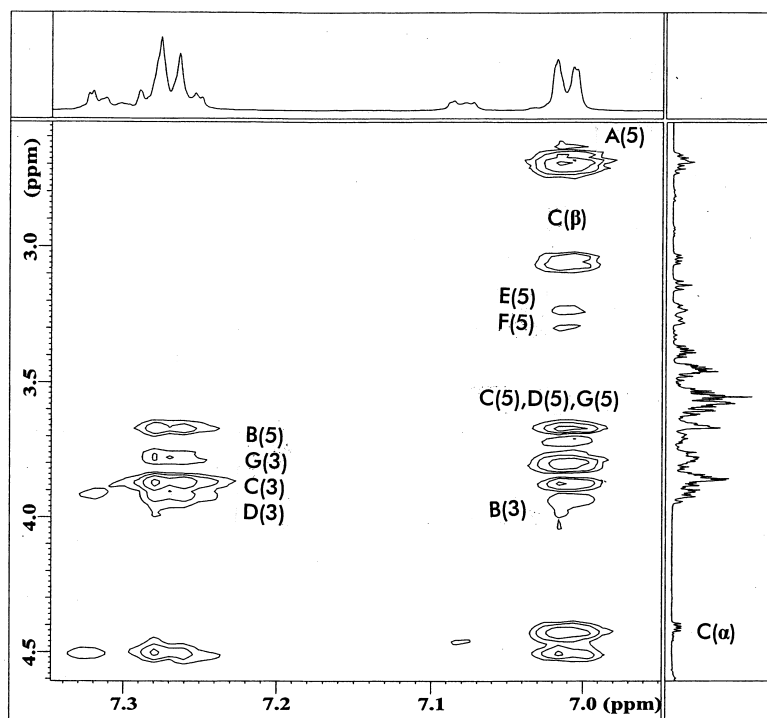 A(5)
(ppm)
C(β)
3.0
E(5)
F(5)
3.5
C(5),D(5),G(5)
B(5)
G(3)
C(3)
B(3)
D(3)
4.0
C(α)
4.5
7.3
7.2
7.1
7.0 (ppm)